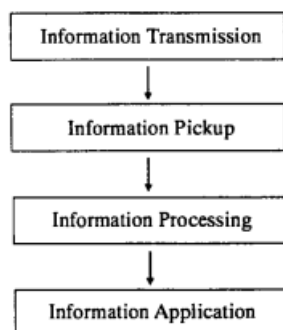 Information Transmission
Information Pickup
Information Processing
Information Application